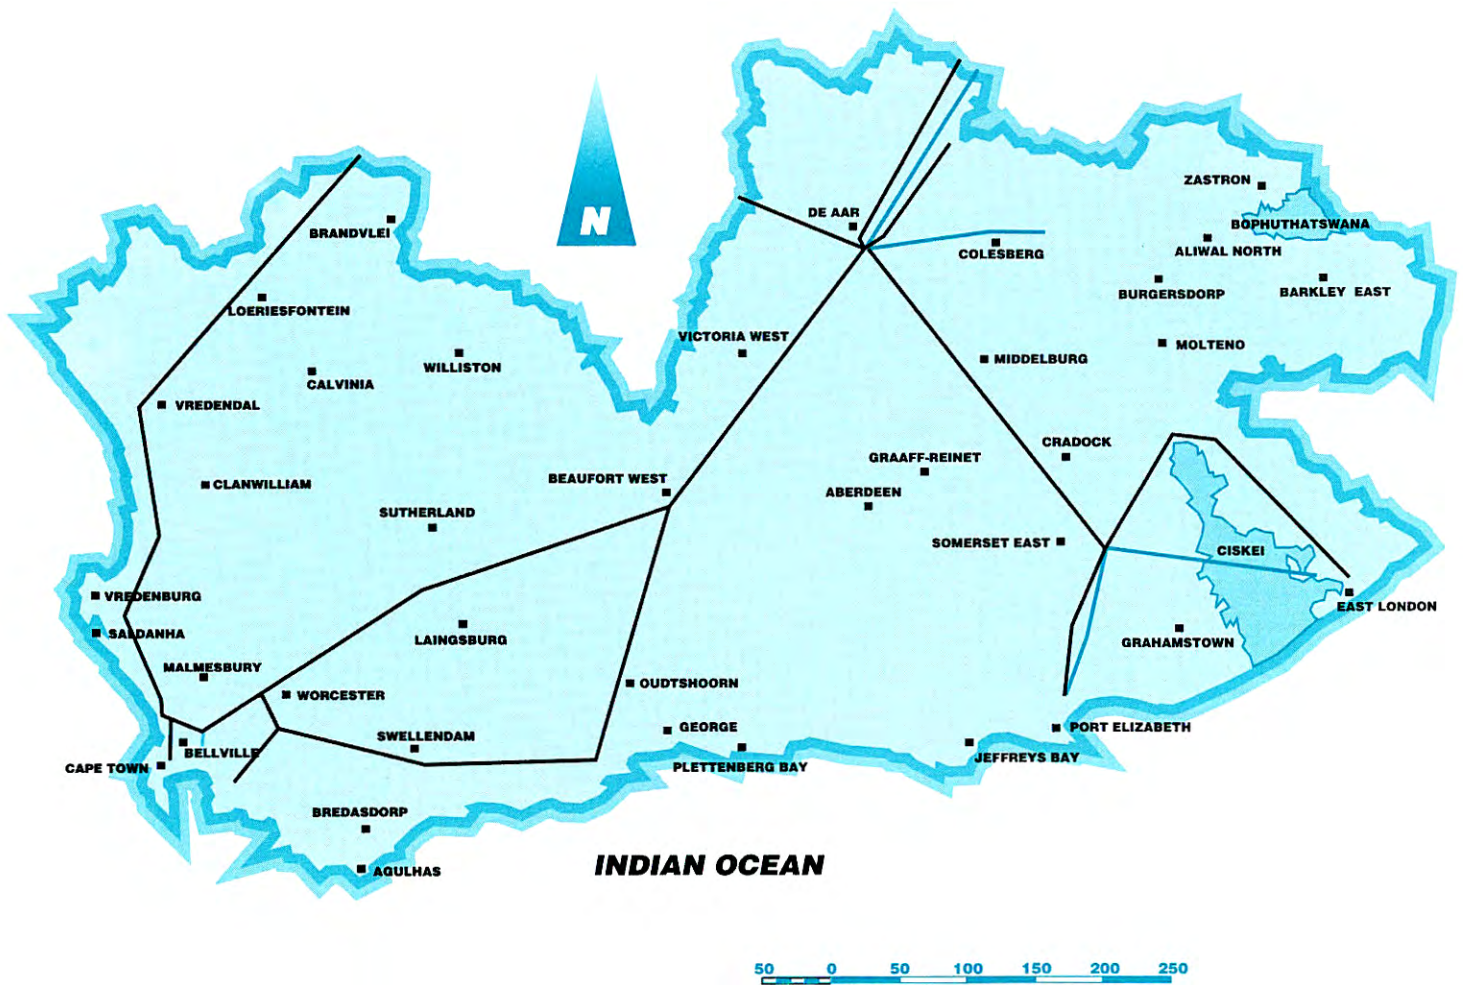 ZASTRON
DE AAR
BOPHUTHATSWANA
N
BRANDVLEI
ALIWAL NORTH
COLESBERG
BURGERSDORP
BARKLEY EAST
LOERIESFONTEIN
VICTORIA WEST
MOLTENO
MIDDELBURG
WILLISTON
CALVINIA
VREDENDAL
CRADOCK
GRAAFF-REINET
BEAUFORT WEST
CLANWILLIAM
ABERDEEN
SUTHERLAND
SOMERSET EAST
CISKEI
VREDENBURG
EAST LONDON
SALDANHA
LAINGSBURG
GRAHAMSTOWN
MALMESBURY
OUDTSHOORN
WORCESTER
GEORGE
PORT ELIZABETH
SWELLENDAM
BELLVILLE
JEFFREYS BAY
CAPE TOWN
PLETTENBERG BAY
BREDASDORP
INDIAN OCEAN
AGULHAS
50 0 50 100 150 200 250